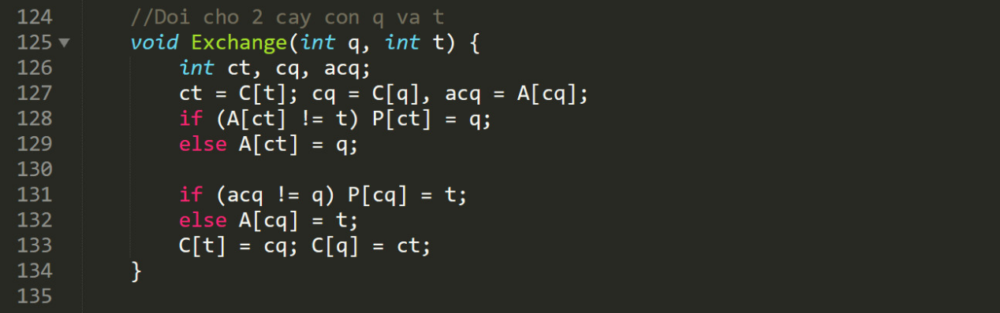 124 //Doi cho 2 cay con q va t
125 void Exchange(int q, int t) {
126 int ct, cq, acq;
127 ct = C[t]; cq = C[q], acq = A[cq];
128 if (A[ct] != t) P[ct] = q;
129 else A[ct] = q;
130
131 if (acq != q) P[cq] = t;
132 else A[cq] = t;
133 C[t] = cq; C[q] = ct;
134 }
135